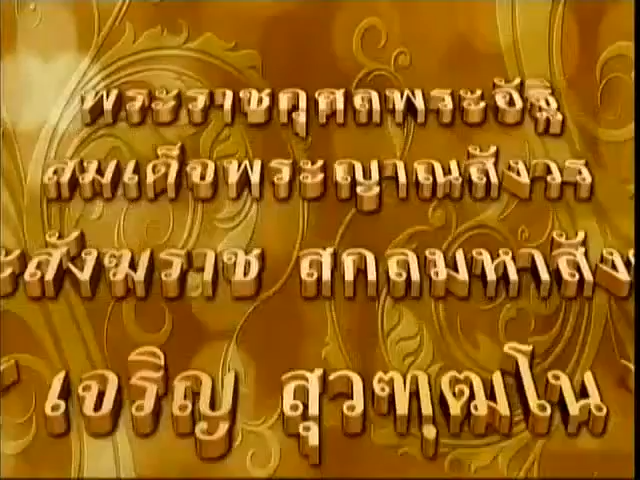 พระราชกุศลพระอัฐิ
สมเด็จพระญาณสังวร
ะสังฆราช สกลมหาสัง
เจริญ สุวฑฺฒโน